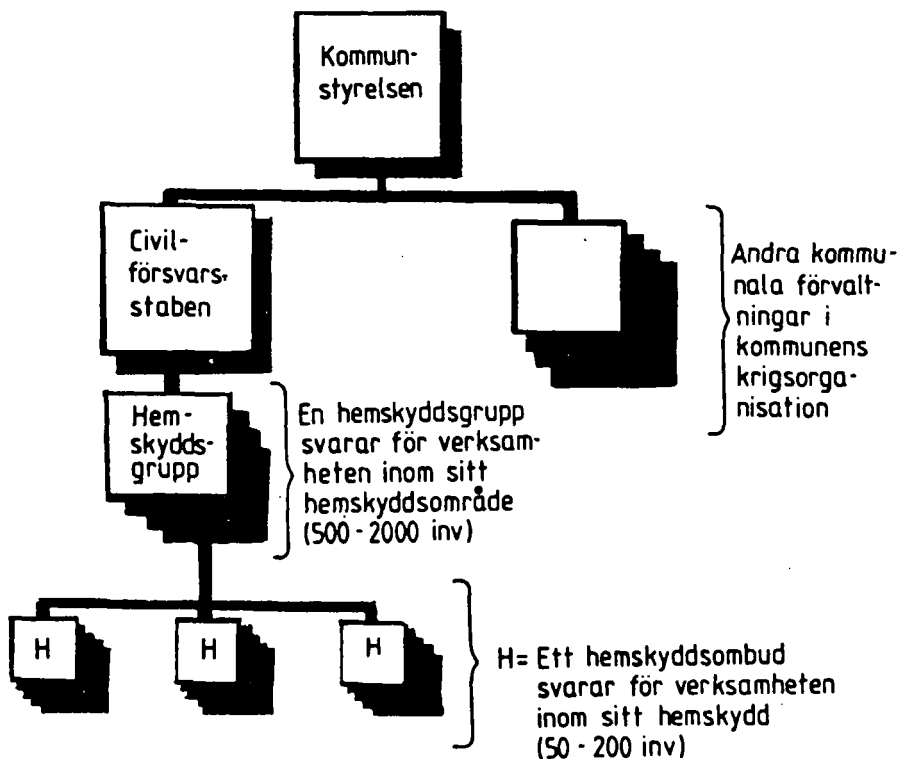 Kommun-
styrelsen
Civil-
försvars-
staben
Andra kommu-
nala förvalt-
ningar i
kommunens
krigsorga-
nisation
Hem-
skydds-
grupp
En hemskyddsgrupp
svarar för verksam-
heten inom sitt
hemskyddsområde
(500 - 2000 inv)
H
H
H
H= Ett hemskyddsombud
svarar för verksamheten
inom sitt hemskydd
(50 - 200 inv)